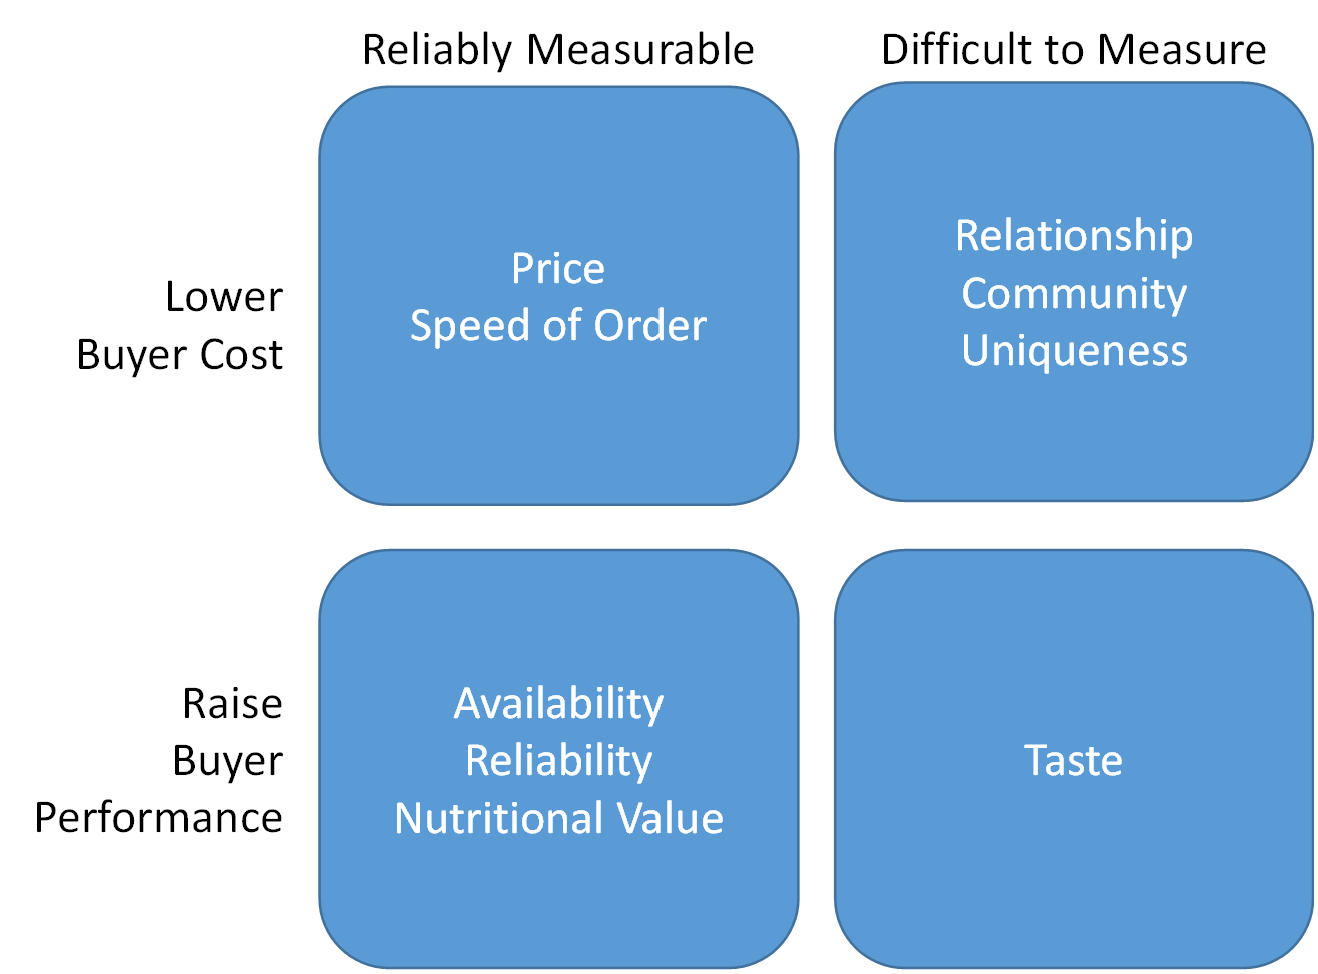 Reliably Measurable
Difficult to Measure
Lower
Buyer Cost
Price
Speed of Order
Relationship
Community
Uniqueness
Raise
Buyer
Performance
Availability
Reliability
Nutritional Value
Taste